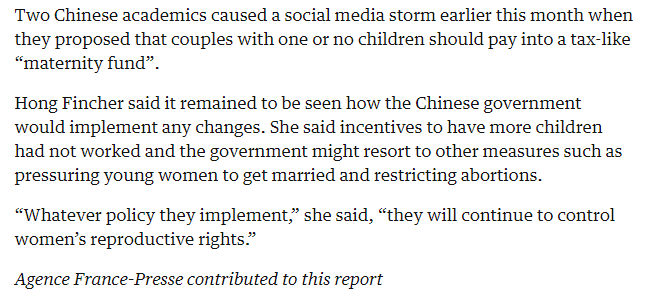 Two Chinese academics caused a social media storm earlier this month when
they proposed that couples with one or no children should pay into a tax-like
“maternity fund”.
Hong Fincher said it remained to be seen how the Chinese government
would implement any changes. She said incentives to have more children
had not worked and the government might resort to other measures such as
pressuring young women to get married and restricting abortions.
“Whatever policy they implement,” she said, “they will continue to control
women’s reproductive rights.”
Agence France-Presse contributed to this report